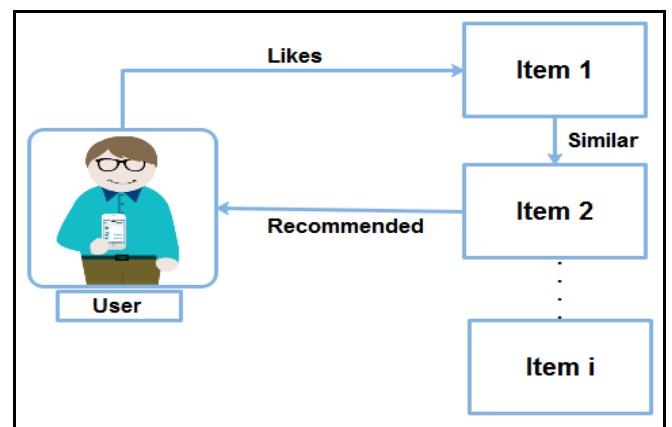 Likes
Item 1
Similar
Item 2
Recommended
User
Item i